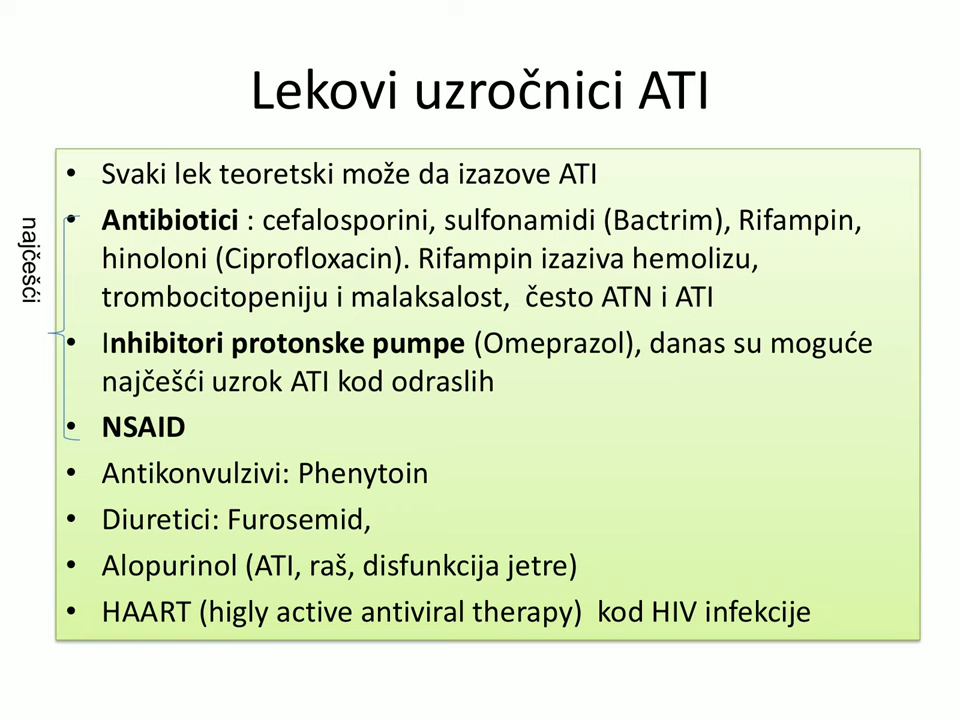 Lekovi uzročnici ATI
• Svaki lek teoretski može da izazove ATI
• Antibiotici : cefalosporini, sulfonamidi (Bactrim), Rifampin,
hinoloni (Ciprofloxacin). Rifampin izaziva hemolizu,
trombocitopeniju i malaksalost, često ATN i ATI
• Inhibitori protonske pumpe (Omeprazol), danas su moguće
najčešći uzrok ATI kod odraslih
• NSAID
• Antikonvulzivi: Phenytoin
• Diuretici: Furosemid,
• Alopurinol (ATI, raš, disfunkcija jetre)
• HAART (higly active antiviral therapy) kod HIV infekcije
najčešći